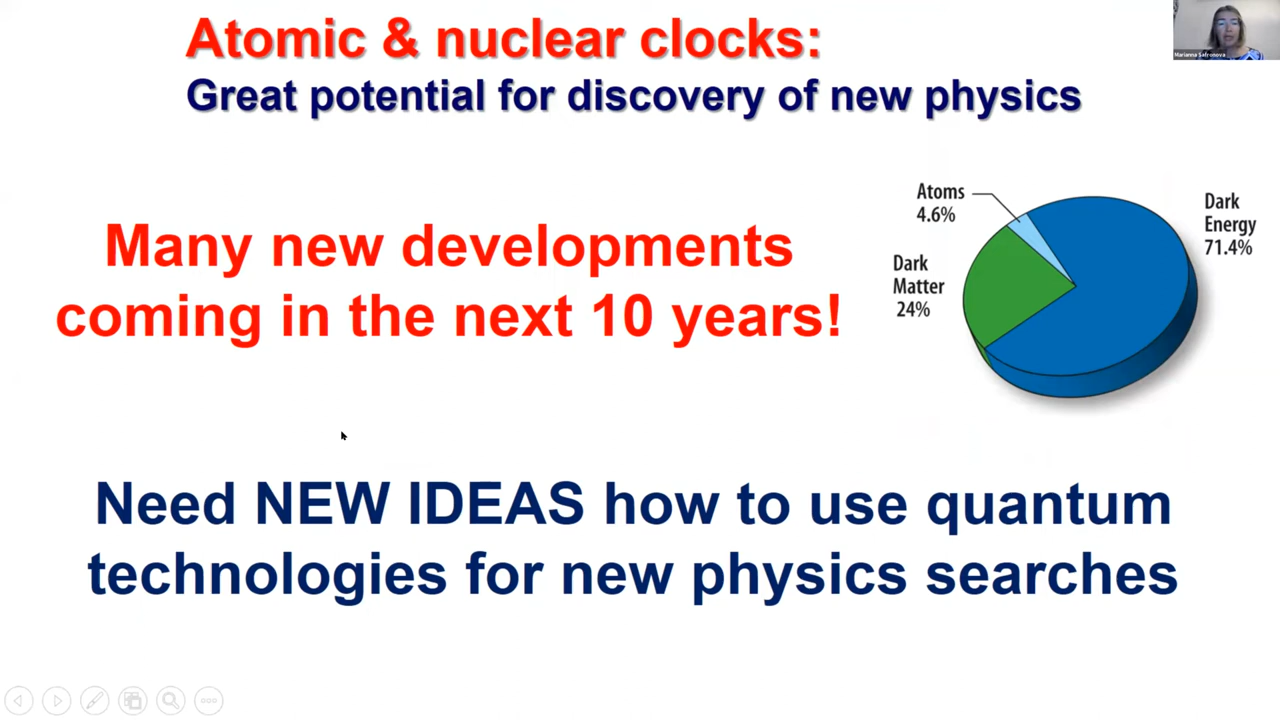 Atomic & nuclear clocks:
Great potential for discovery of new physics
Marianna Safronova
Many new developments
coming in the next 10 years!
Atoms
4.6%
Dark
Energy
71.4%
Dark
Matter
24%
Need NEW IDEAS how to use quantum
technologies for new physics searches